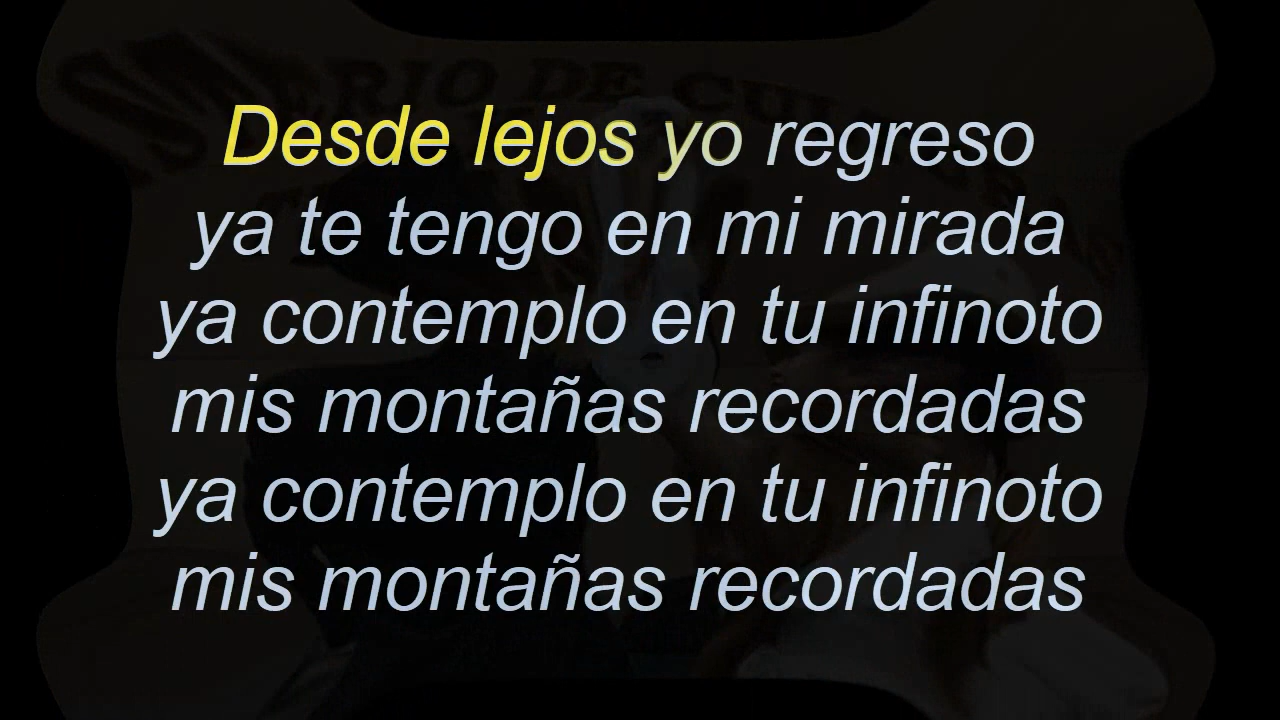 Desde lejos yo regreso
ya te tengo en mi mirada
ya contemplo en tu infinoto
mis montañas recordadas
ya contemplo en tu infinoto
mis montañas recordadas